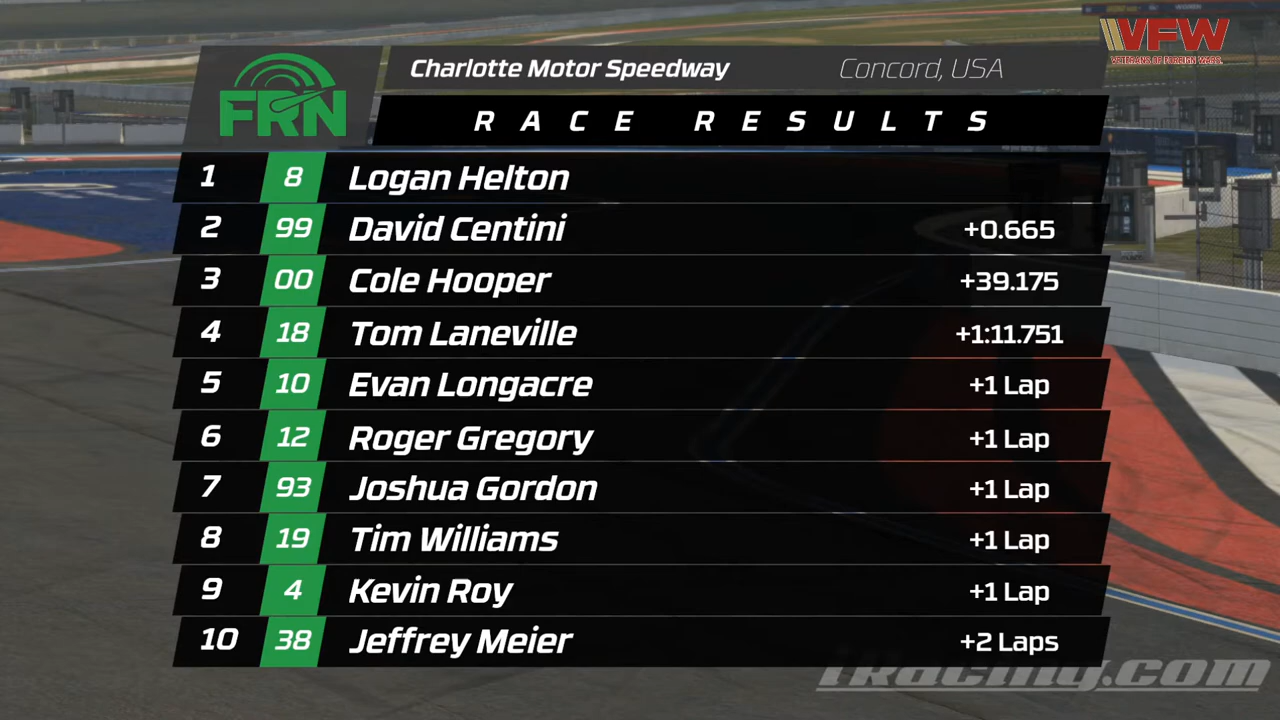 VFW
VETERANS OF FOREIGN WARS.
FRN
Charlotte Motor Speedway Concord, USA
RACE RESULTS
1 8 Logan Helton
2 99 David Centini +0.665
3 00 Cole Hooper +39.175
4 18 Tom Laneville +1:11.751
5 10 Evan Longacre +1 Lap
6 12 Roger Gregory +1 Lap
7 93 Joshua Gordon +1 Lap
8 19 Tim Williams +1 Lap
9 4 Kevin Roy +1 Lap
10 38 Jeffrey Meier +2 Laps
iRacing.com